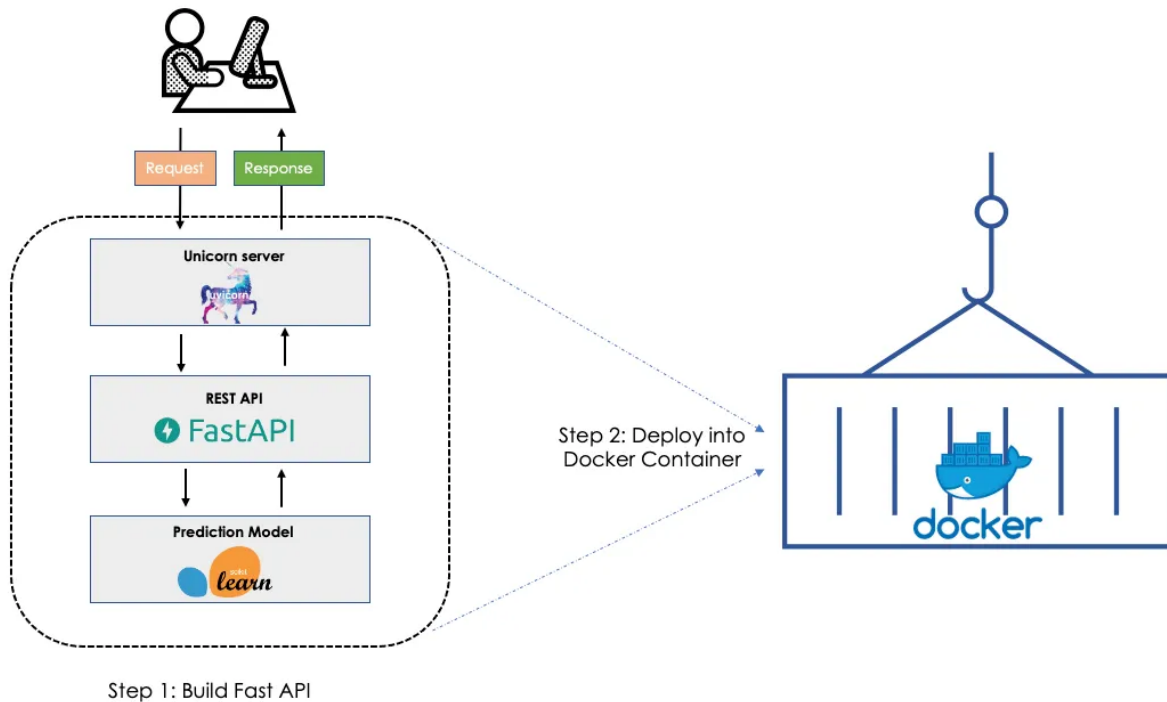 Request
Response
Unicorn server
uvicorn
REST API
FastAPI
Prediction Model
scikit
learn
Step 1: Build Fast API
Step 2: Deploy into
Docker Container
docker